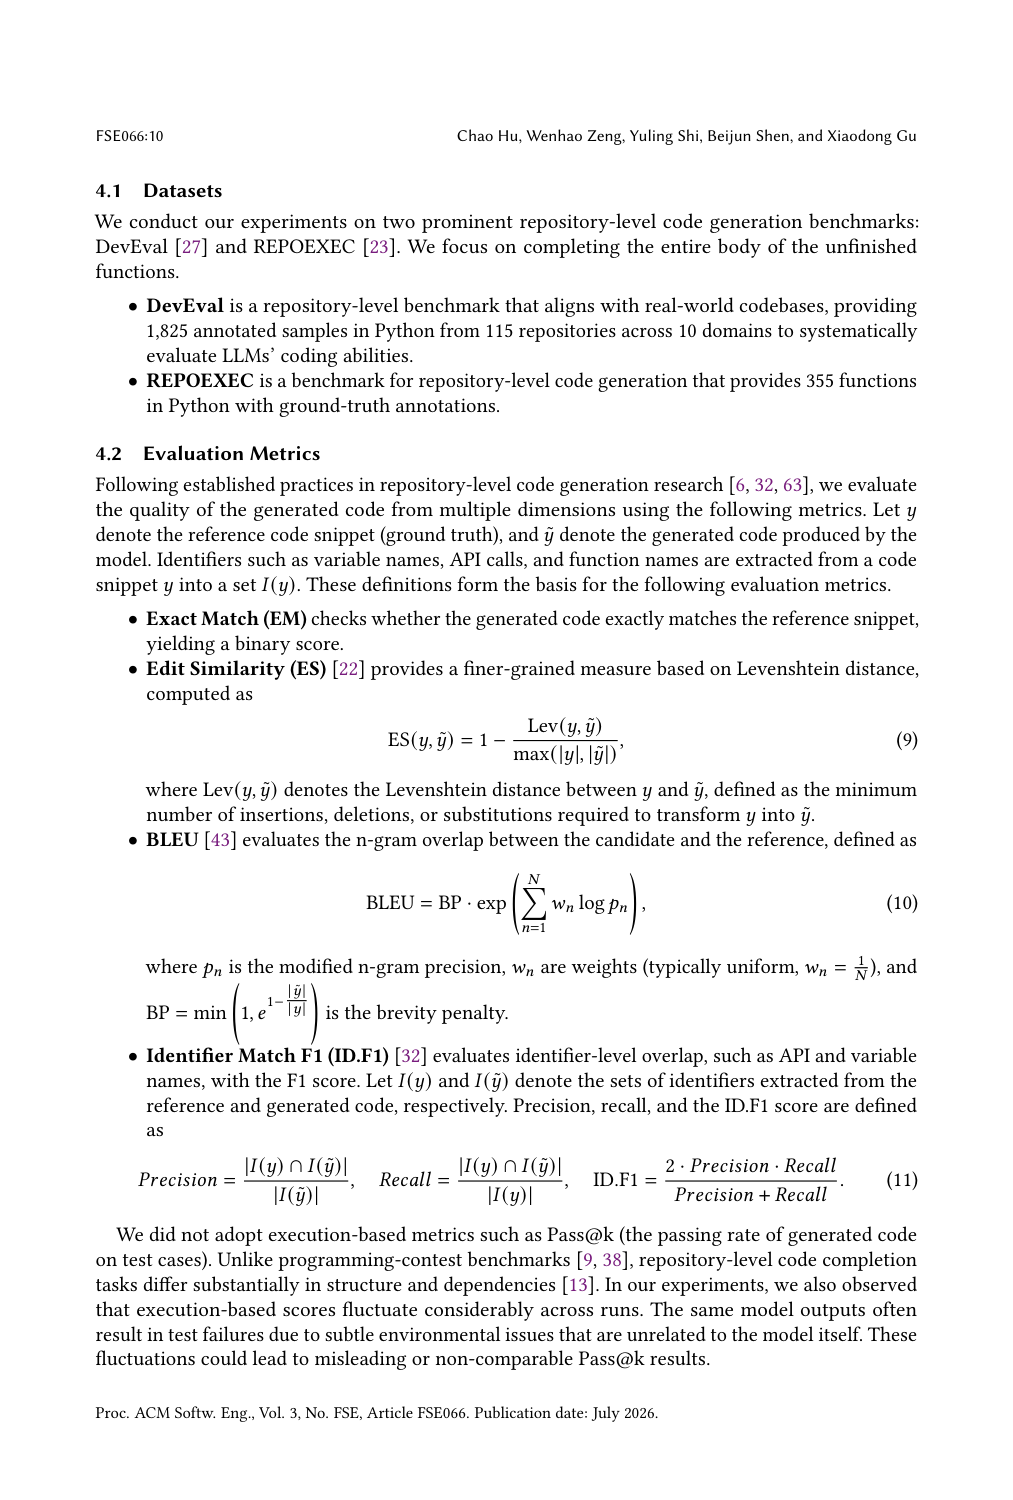 FSE066:10 Chao Hu, Wenhao Zeng, Yuling Shi, Beijun Shen, and Xiaodong Gu
4.1 Datasets
We conduct our experiments on two prominent repository-level code generation benchmarks:
DevEval [27] and REPOEXEC [23]. We focus on completing the entire body of the unfinished
functions.
• DevEval is a repository-level benchmark that aligns with real-world codebases, providing
1,825 annotated samples in Python from 115 repositories across 10 domains to systematically
evaluate LLMs’ coding abilities.
• REPOEXEC is a benchmark for repository-level code generation that provides 355 functions
in Python with ground-truth annotations.
4.2 Evaluation Metrics
Following established practices in repository-level code generation research [6, 32, 63], we evaluate
the quality of the generated code from multiple dimensions using the following metrics. Let y
denote the reference code snippet (ground truth), and ỹ denote the generated code produced by the
model. Identifiers such as variable names, API calls, and function names are extracted from a code
snippet y into a set I(y). These definitions form the basis for the following evaluation metrics.
• Exact Match (EM) checks whether the generated code exactly matches the reference snippet,
yielding a binary score.
• Edit Similarity (ES) [22] provides a finer-grained measure based on Levenshtein distance,
computed as
ES(y, ỹ) = 1 − Lev(y, ỹ) / max(|y|, |ỹ|), (9)
where Lev(y, ỹ) denotes the Levenshtein distance between y and ỹ, defined as the minimum
number of insertions, deletions, or substitutions required to transform y into ỹ.
• BLEU [43] evaluates the n-gram overlap between the candidate and the reference, defined as
BLEU = BP · exp (∑_{n=1}^{N} w_n log p_n), (10)
where p_n is the modified n-gram precision, w_n are weights (typically uniform, w_n = 1/N), and
BP = min (1, e^{1−|ỹ|/|y|}) is the brevity penalty.
• Identifier Match F1 (ID.F1) [32] evaluates identifier-level overlap, such as API and variable
names, with the F1 score. Let I(y) and I(ỹ) denote the sets of identifiers extracted from the
reference and generated code, respectively. Precision, recall, and the ID.F1 score are defined
as
Precision = |I(y) ∩ I(ỹ)| / |I(ỹ)|, Recall = |I(y) ∩ I(ỹ)| / |I(y)|, ID.F1 = 2 · Precision · Recall / Precision + Recall. (11)
We did not adopt execution-based metrics such as Pass@k (the passing rate of generated code
on test cases). Unlike programming-contest benchmarks [9, 38], repository-level code completion
tasks differ substantially in structure and dependencies [13]. In our experiments, we also observed
that execution-based scores fluctuate considerably across runs. The same model outputs often
result in test failures due to subtle environmental issues that are unrelated to the model itself. These
fluctuations could lead to misleading or non-comparable Pass@k results.
Proc. ACM Softw. Eng., Vol. 3, No. FSE, Article FSE066. Publication date: July 2026.